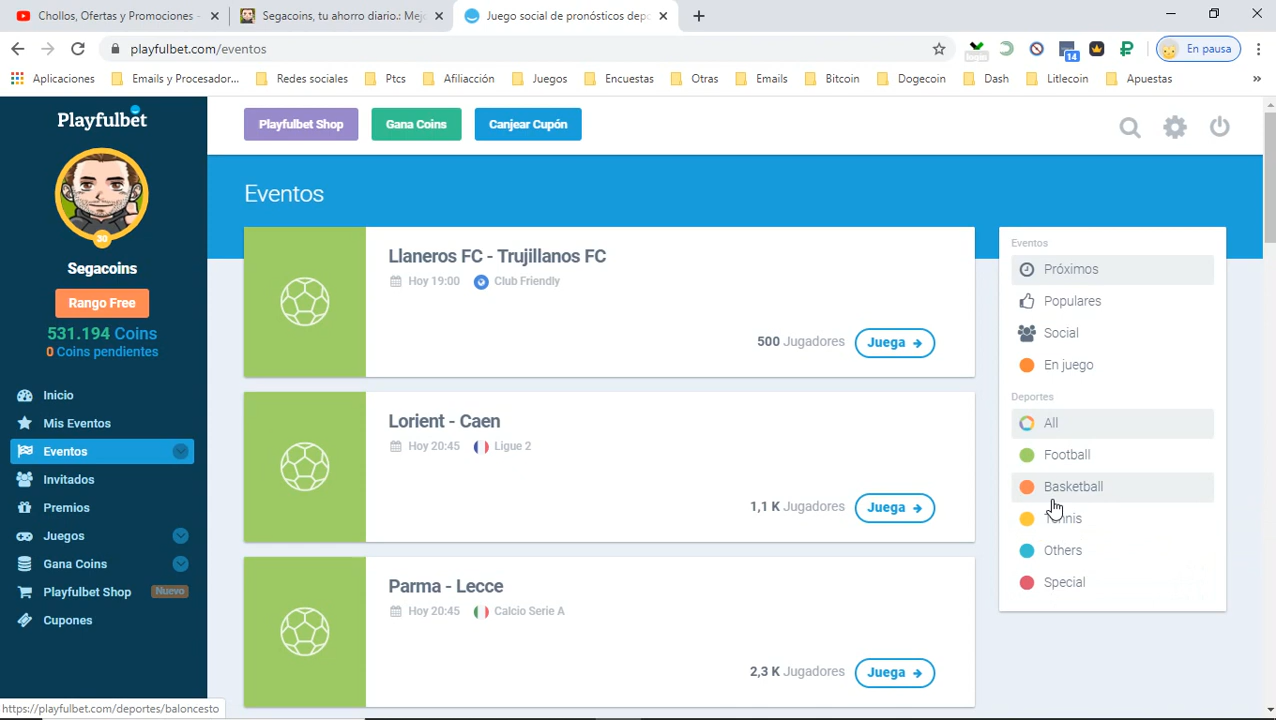 Chollos, Ofertas y Promociones -
Segacoins, tu ahorro diario.: Mejo
Juego social de pronósticos depo
playfulbet.com/eventos
14
En pausa
Aplicaciones
Emails y Procesador...
Redes sociales
Ptcs
Afiliacción
Juegos
Encuestas
Otras
Emails
Bitcoin
Dogecoin
Dash
Litlecoin
Apuestas
»
Playfulbet
30
Segacoins
Rango Free
531.194 Coins
0 Coins pendientes
Inicio
Mis Eventos
Eventos
Invitados
Premios
Juegos
Gana Coins
Playfulbet Shop
Nuevo
Cupones
Playfulbet Shop
Gana Coins
Canjear Cupón
Eventos
Llaneros FC - Trujillanos FC
Hoy 19:00
Club Friendly
500 Jugadores
Juega
Lorient - Caen
Hoy 20:45
Ligue 2
1,1 K Jugadores
Juega
Parma - Lecce
Hoy 20:45
Calcio Serie A
2,3 K Jugadores
Juega
Eventos
Próximos
Populares
Social
En juego
Deportes
All
Football
Basketball
Tennis
Others
Special
https://playfulbet.com/deportes/baloncesto